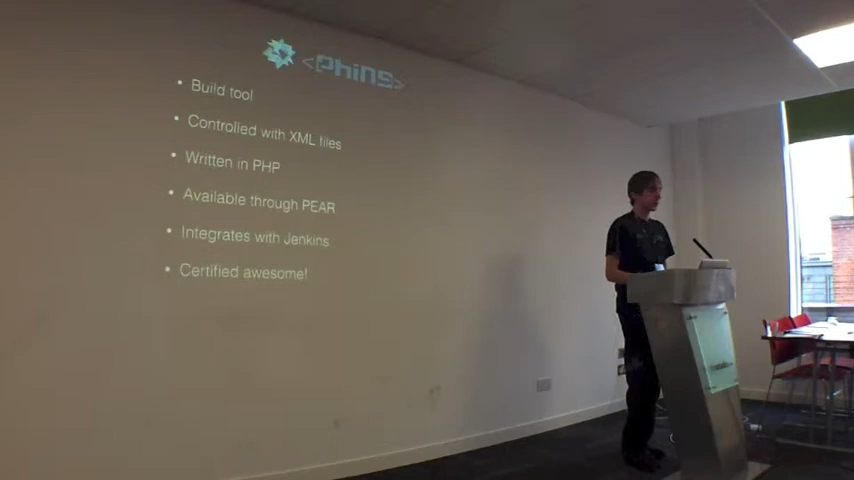 <Phing>
Build tool
Controlled with XML files
Written in PHP
Available through PEAR
Integrates with Jenkins
Certified awesome!